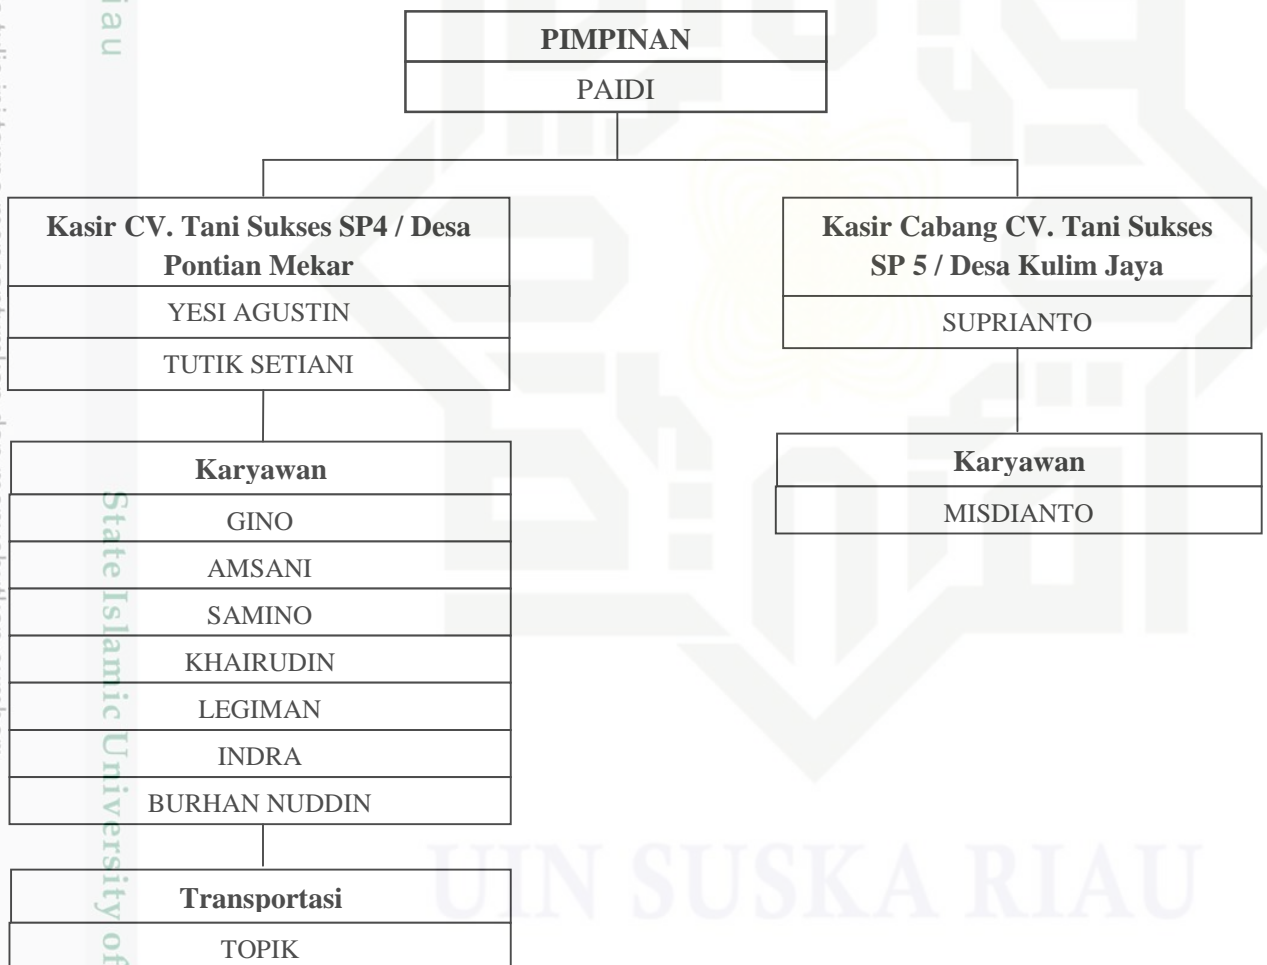 PIMPINAN
PAIDI
Kasir CV. Tani Sukses SP4 / Desa
Pontian Mekar
YESI AGUSTIN
TUTIK SETIANI
Kasir Cabang CV. Tani Sukses
SP 5 / Desa Kulim Jaya
SUPRIANTO
Karyawan
GINO
AMSANI
SAMINO
KHAIRUDIN
LEGIMAN
INDRA
BURHAN NUDDIN
Karyawan
MISDIANTO
Transportasi
TOPIK
UIN SUSKA RIAU
iau
State Islamic University of